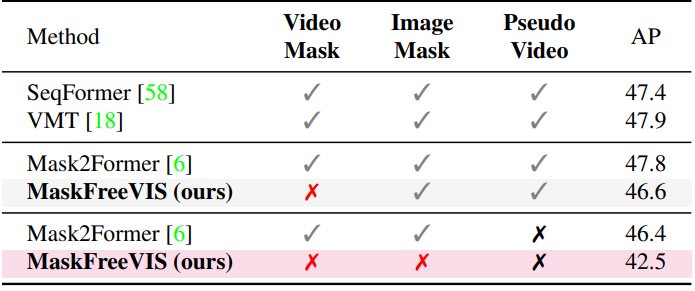 Method Video Mask Image Mask Pseudo Video AP
SeqFormer [58] ✓ ✓ ✓ 47.4
VMT [18] ✓ ✓ ✓ 47.9
Mask2Former [6] ✓ ✓ ✓ 47.8
MaskFreeVIS (ours) ✗ ✓ ✓ 46.6
Mask2Former [6] ✓ ✓ ✗ 46.4
MaskFreeVIS (ours) ✗ ✗ ✗ 42.5